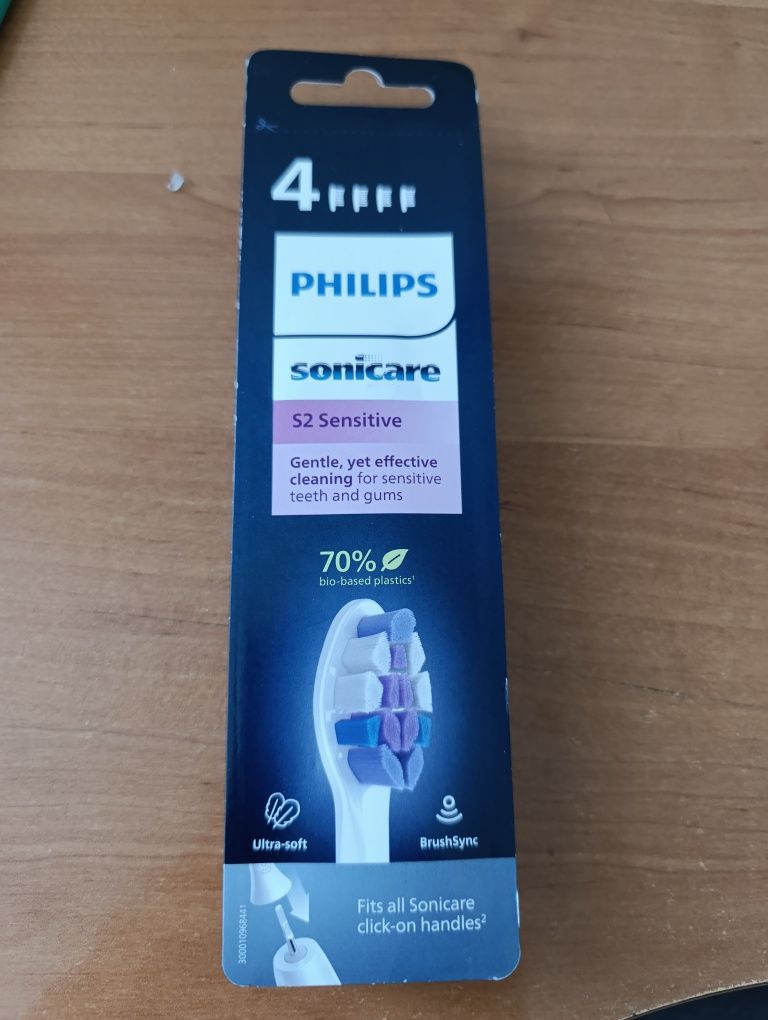 4
PHILIPS
sonicare
S2 Sensitive
Gentle, yet effective
cleaning for sensitive
teeth and gums
70%
bio-based plastics¹
Ultra-soft
BrushSync
Fits all Sonicare
click-on handles²
300010968441